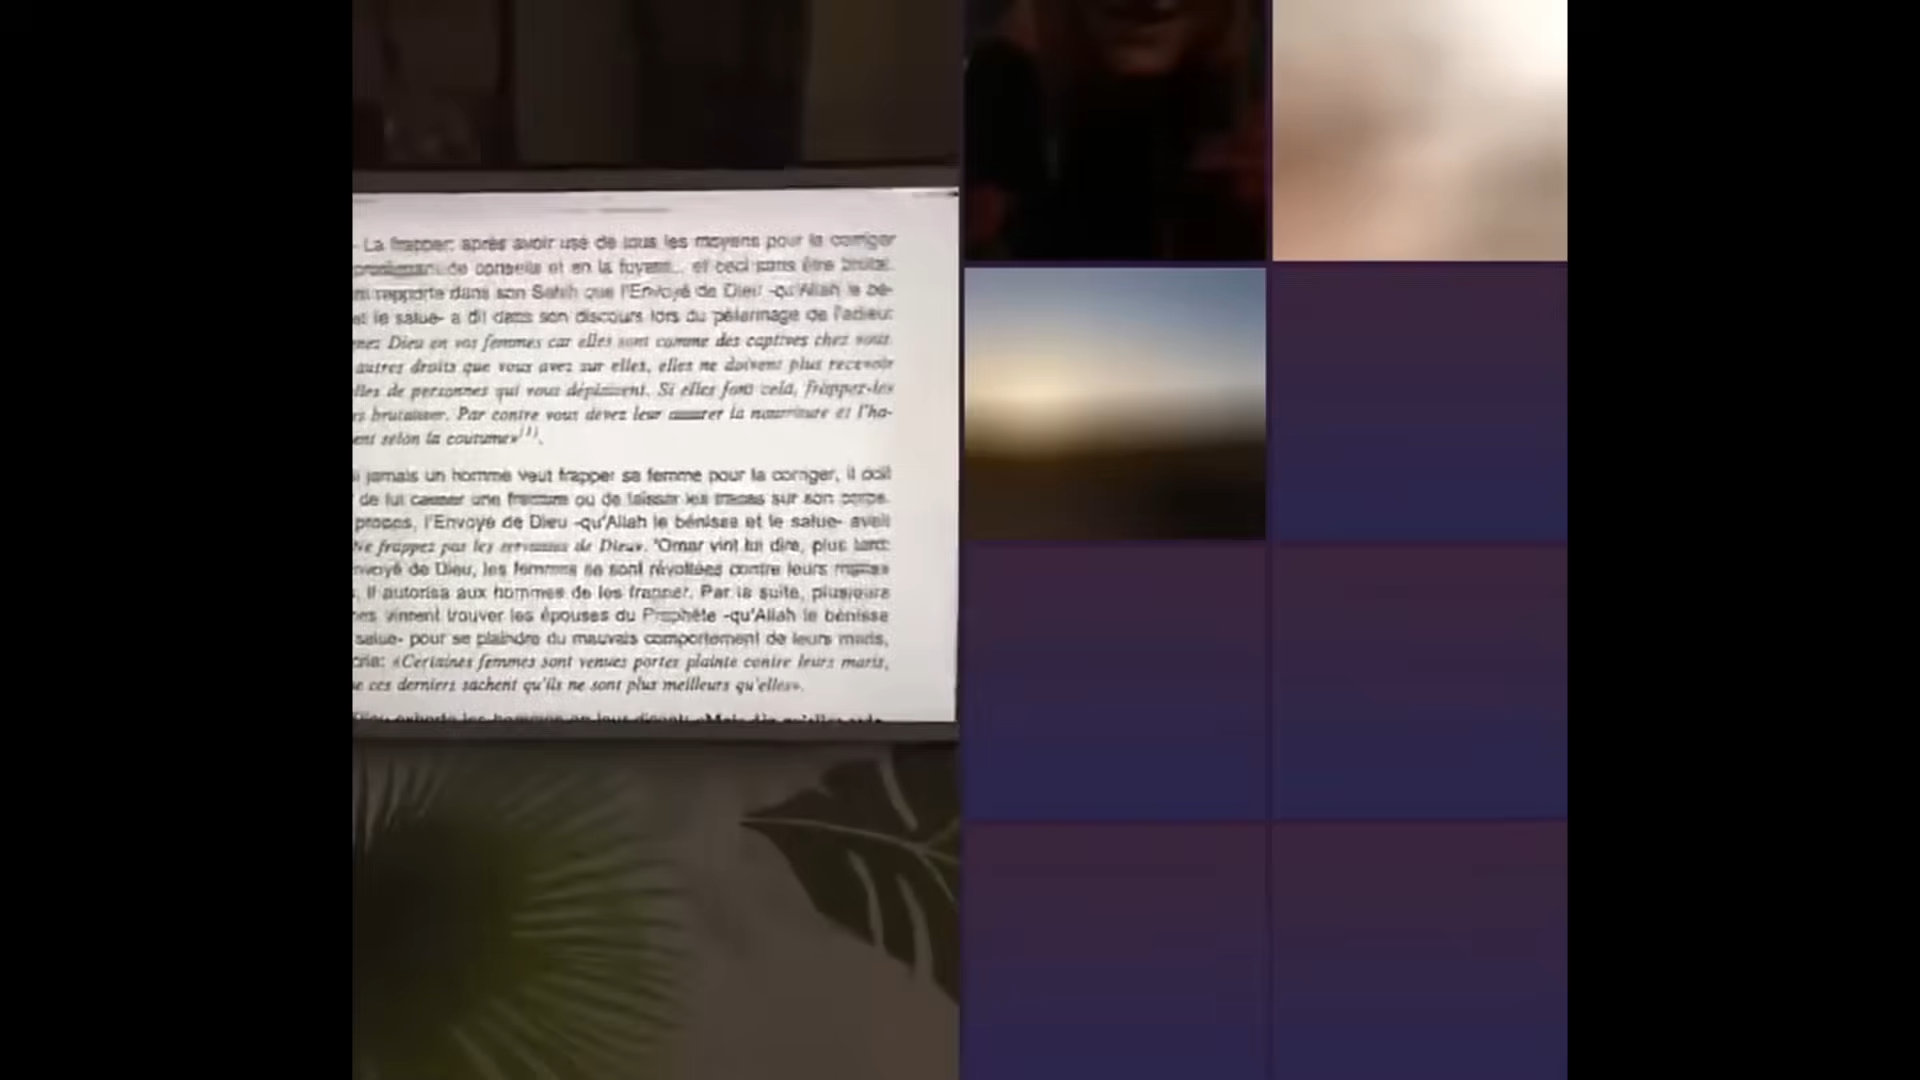 - La frapper: après avoir usé de tous les moyens pour la corriger
de conseils et en la fuyant... et ceci sans être brutal.
rapporte dans son Sahih que l'Envoyé de Dieu -qu'Allah le bé-
et le salue- a dit dans son discours lors du pèlerinage de l'adieu:
Dieu en vos femmes car elles sont comme des captives chez vous.
autres droits que vous avez sur elles, elles ne doivent plus recevoir
elles de personnes qui vous déplaisent. Si elles font cela, frappez-les
Par contre vous devez leur assurer la nourriture et l'ha-
selon la coutume»(1).
jamais un homme veut frapper sa femme pour la corriger, il doit
de lui causer une fracture ou de laisser les traces sur son corps.
propos, l'Envoyé de Dieu -qu'Allah le bénisse et le salue- avait
Ne frappez pas les servantes de Dieu». 'Omar vint lui dire, plus tard:
de Dieu, les femmes se sont révoltées contre leurs maris»
il autorisa aux hommes de les frapper. Par la suite, plusieurs
vinrent trouver les épouses du Prophète -qu'Allah le bénisse
salue- pour se plaindre du mauvais comportement de leurs maris,
«Certaines femmes sont venues porter plainte contre leurs maris,
ces derniers sachent qu'ils ne sont plus meilleurs qu'elles».